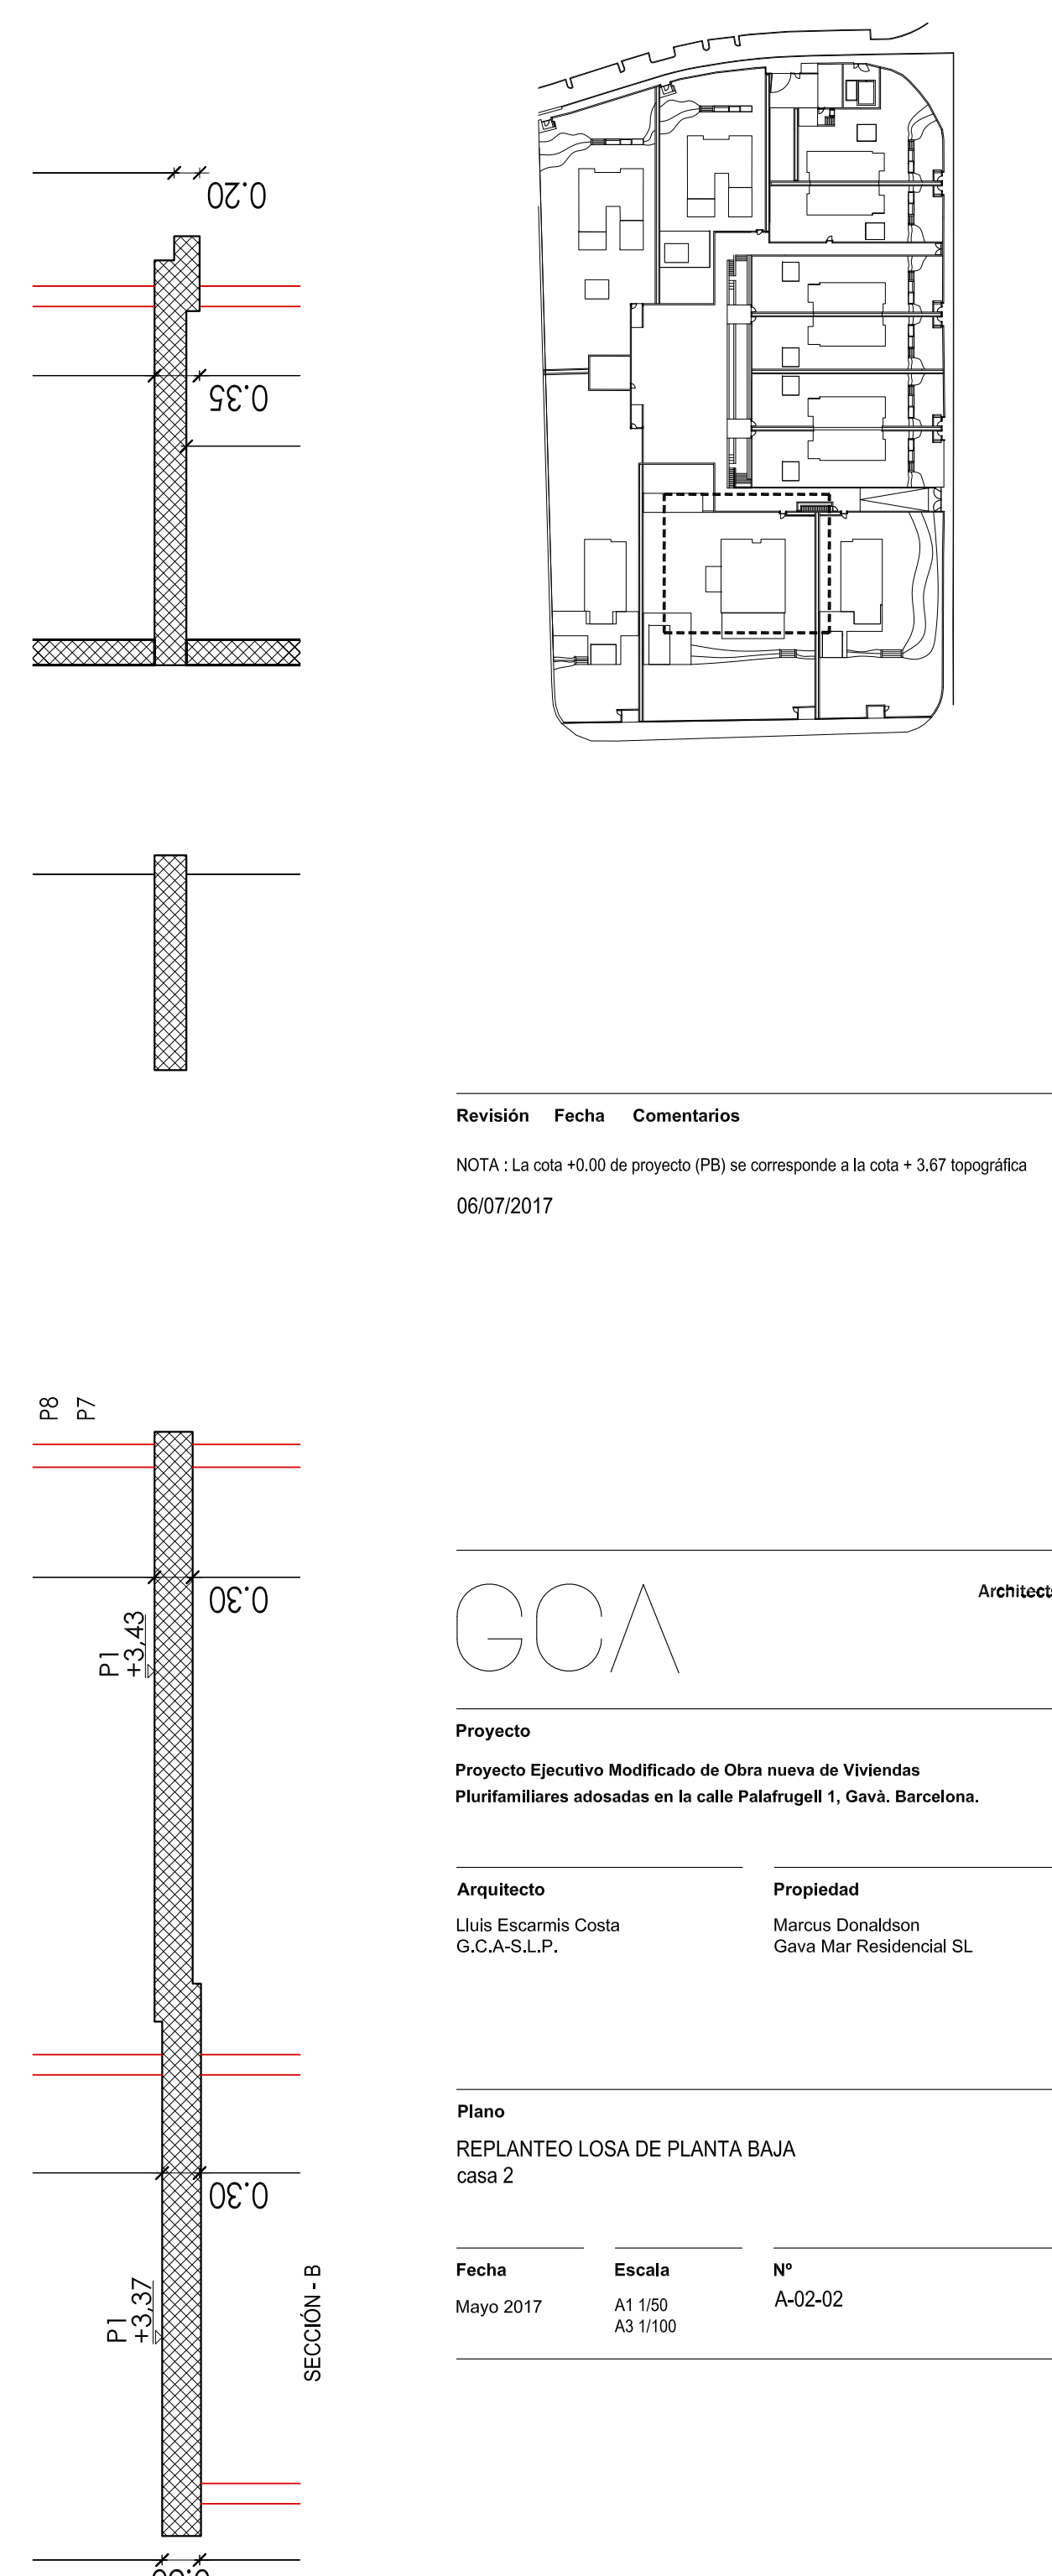 0.20
0.35
Revisión Fecha Comentarios
NOTA : La cota +0.00 de proyecto (PB) se corresponde a la cota + 3.67 topográfica
06/07/2017
P8
P7
0.30
P1
+3,43
GCA
Architects
Proyecto
Proyecto Ejecutivo Modificado de Obra nueva de Viviendas
Plurifamiliares adosadas en la calle Palafrugell 1, Gavà. Barcelona.
Arquitecto
Lluis Escarmis Costa
G.C.A-S.L.P.
Propiedad
Marcus Donaldson
Gava Mar Residencial SL
Plano
REPLANTEO LOSA DE PLANTA BAJA
casa 2
0.30
P1
+3,37
SECCIÓN - B
Fecha
Mayo 2017
Escala
A1 1/50
A3 1/100
Nº
A-02-02